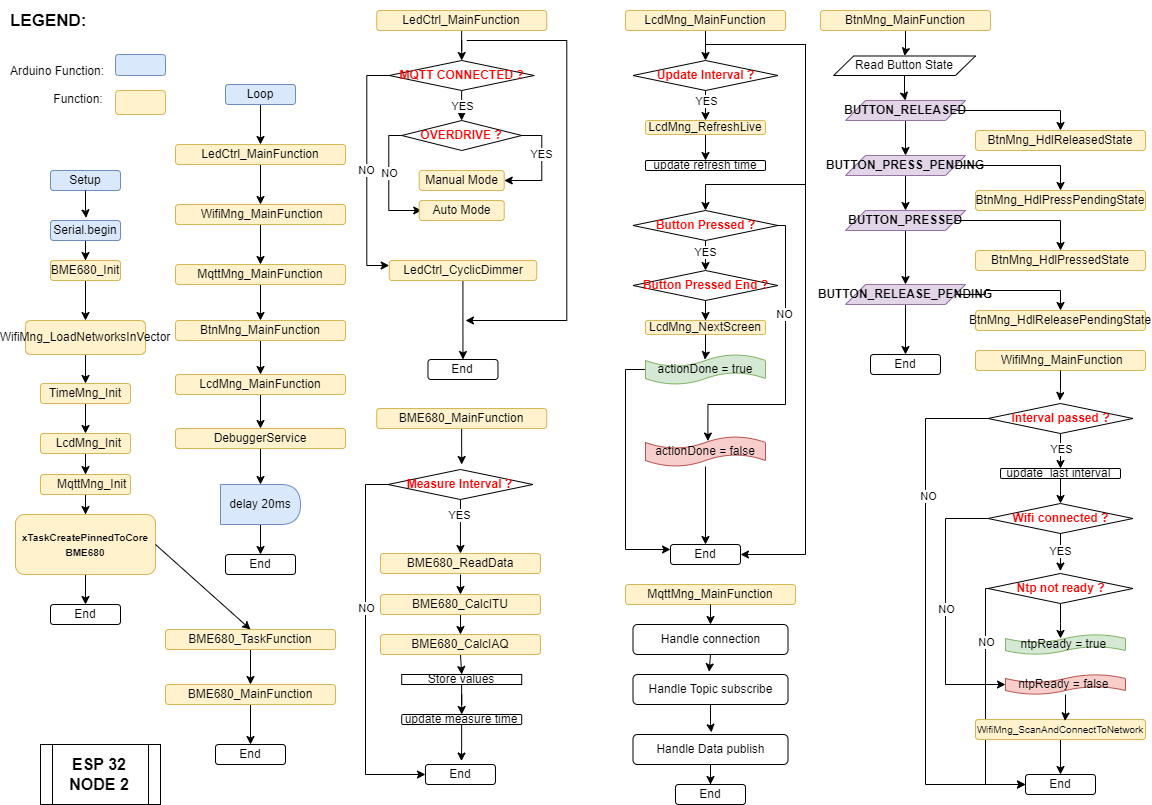 LEGEND:
Arduino Function:
Function:
Setup
Serial.begin
BME680_Init
WifiMng_LoadNetworksInVector
TimeMng_Init
LcdMng_Init
MqttMng_Init
xTaskCreatePinnedToCore
BME680
End
BME680_TaskFunction
BME680_MainFunction
End
ESP 32
NODE 2
Loop
LedCtrl_MainFunction
WifiMng_MainFunction
MqttMng_MainFunction
BtnMng_MainFunction
LcdMng_MainFunction
DebuggerService
delay 20ms
End
LedCtrl_MainFunction
MQTT CONNECTED ?
YES
OVERDRIVE ?
YES
NO
NO
Manual Mode
Auto Mode
LedCtrl_CyclicDimmer
End
BME680_MainFunction
Measure Interval ?
YES
NO
BME680_ReadData
BME680_CalcITU
BME680_CalcIAQ
Store values
update measure time
End
LcdMng_MainFunction
Update Interval ?
YES
LcdMng_RefreshLive
update refresh time
Button Pressed ?
YES
Button Pressed End ?
NO
LcdMng_NextScreen
actionDone = true
actionDone = false
End
MqttMng_MainFunction
Handle connection
Handle Topic subscribe
Handle Data publish
End
BtnMng_MainFunction
Read Button State
BUTTON_RELEASED
BtnMng_HdlReleasedState
BUTTON_PRESS_PENDING
BtnMng_HdlPressPendingState
BUTTON_PRESSED
BtnMng_HdlPressedState
BUTTON_RELEASE_PENDING
BtnMng_HdlReleasePendingState
End
WifiMng_MainFunction
Interval passed ?
YES
NO
update last interval
Wifi connected ?
YES
NO
Ntp not ready ?
NO
ntpReady = true
ntpReady = false
WifiMng_ScanAndConnectToNetwork
End